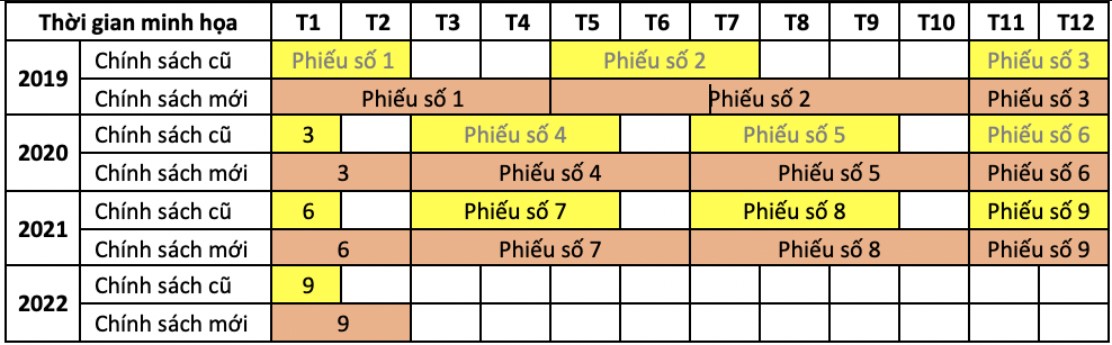 Thời gian minh họa T1 T2 T3 T4 T5 T6 T7 T8 T9 T10 T11 T12
2019
Chính sách cũ Phiếu số 1 Phiếu số 2 Phiếu số 3
Chính sách mới Phiếu số 1 Phiếu số 2 Phiếu số 3
2020
Chính sách cũ 3 Phiếu số 4 Phiếu số 5 Phiếu số 6
Chính sách mới 3 Phiếu số 4 Phiếu số 5 Phiếu số 6
2021
Chính sách cũ 6 Phiếu số 7 Phiếu số 8 Phiếu số 9
Chính sách mới 6 Phiếu số 7 Phiếu số 8 Phiếu số 9
2022
Chính sách cũ 9
Chính sách mới 9